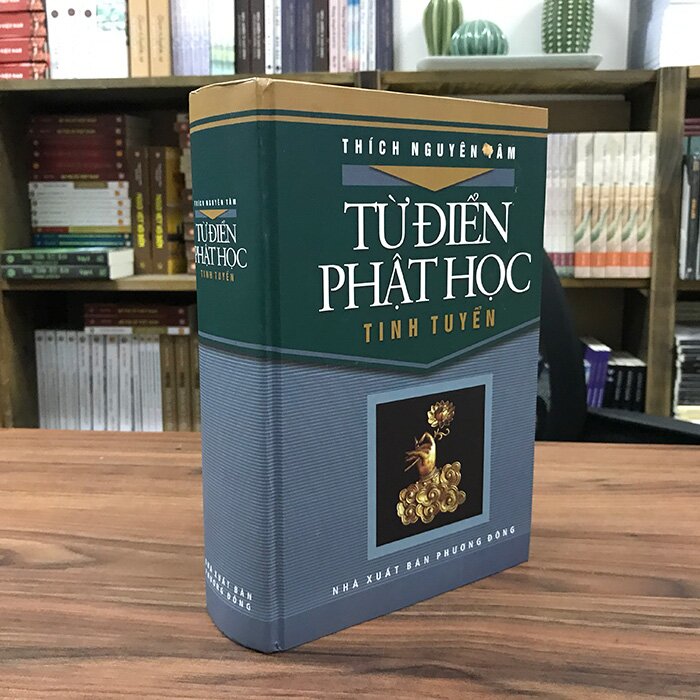 THÍCH NGUYÊN TÂM
TỪ ĐIỂN
PHẬT HỌC
TINH TUYỂN
NHÀ XUẤT BẢN PHƯƠNG ĐÔNG
THÍCH NGUYÊN TÂM
TỪ ĐIỂN
PHẬT HỌC
TINH TUYỂN
NHÀ XUẤT BẢN
PHƯƠNG ĐÔNG